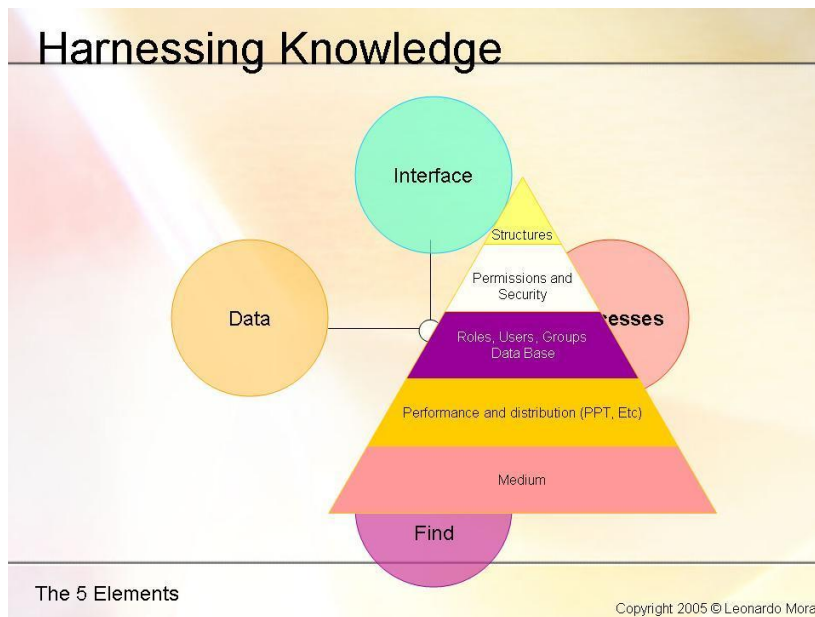 Harnessing Knowledge
Interface
Structures
Permissions and
Security
Data
cesses
Roles, Users, Groups
Data Base
Performance and distribution (PPT, Etc)
Medium
Find
The 5 Elements
Copyright 2005 © Leonardo Mora